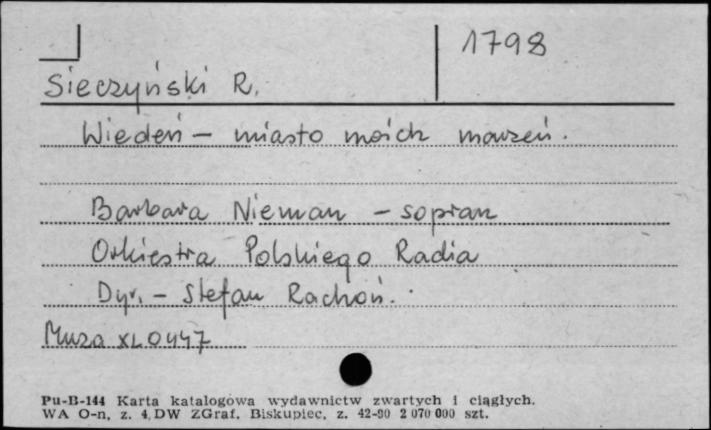 1798
Sieczyński R.
Wiedeń - miasto moich marzeń.
Barbara Nieman - sopran
Orkiestra Polskiego Radia
Dyr. - Stefan Rachoń.
Muza XL 0447
Pu-B-144 Karta katalogowa wydawnictw zwartych i ciągłych.
WA O-n, z. 4. DW ZGraf. Biskupiec, z. 42-90 2 070 000 szt.